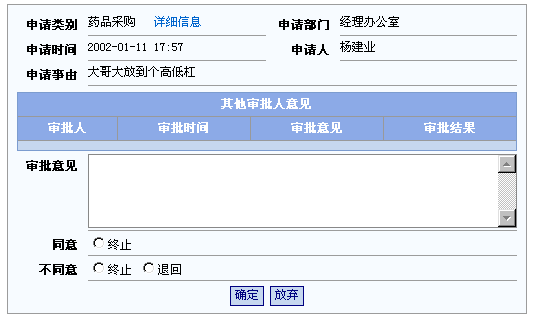 申请类别 药品采购 详细信息 申请部门 经理办公室
申请时间 2002-01-11 17:57 申请人 杨建业
申请事由 大哥大放到个高低杠
其他审批人意见
审批人 审批时间 审批意见 审批结果
审批意见
同意 终止
不同意 终止 退回
确定 放弃